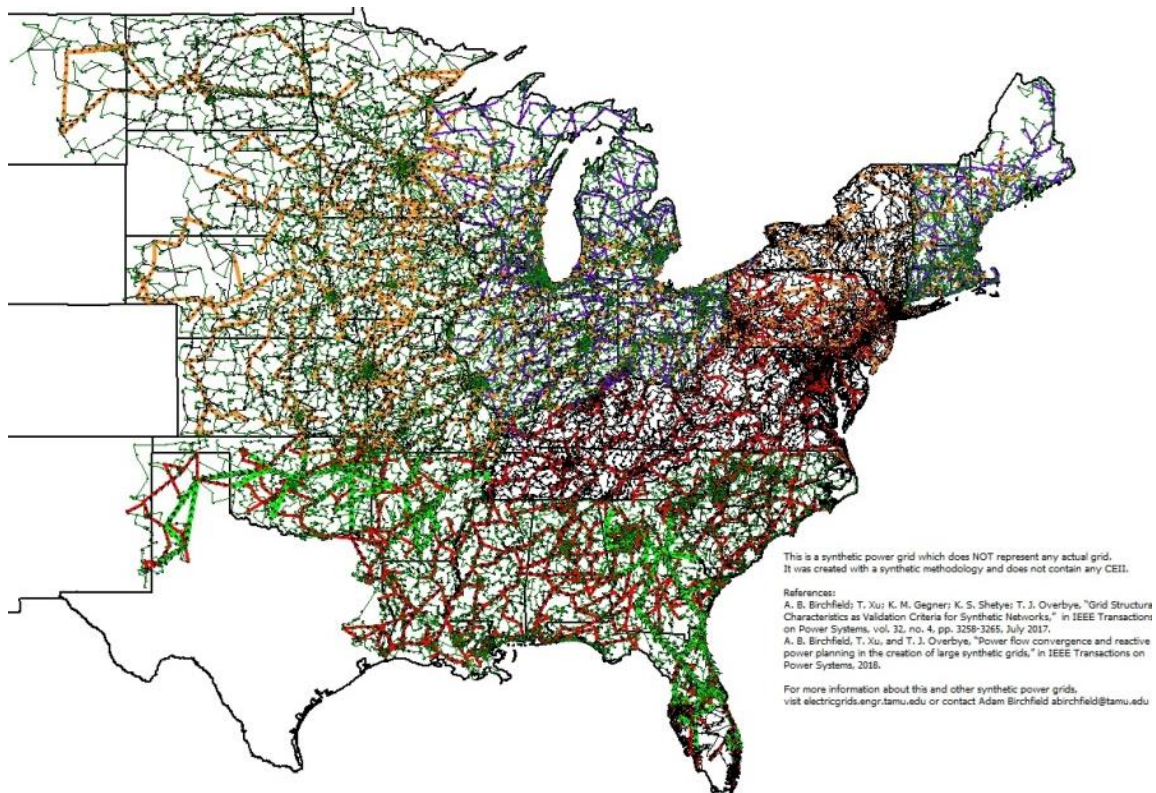 This is a synthetic power grid which does NOT represent any actual grid.
It was created with a synthetic methodology and does not contain any CEII.
References:
A. B. Birchfield; T. Xu; K. M. Gegner; K. S. Shetye; T. J. Overbye, "Grid Structural
Characteristics as Validation Criteria for Synthetic Networks," in IEEE Transactions
on Power Systems, vol. 32, no. 4, pp. 3258-3265, July 2017.
A. B. Birchfield, T. Xu, and T. J. Overbye, "Power flow convergence and reactive
power planning in the creation of large synthetic grids," in IEEE Transactions on
Power Systems, 2018.
For more information about this and other synthetic power grids,
visit electricgrids.engr.tamu.edu or contact Adam Birchfield abirchfield@tamu.edu